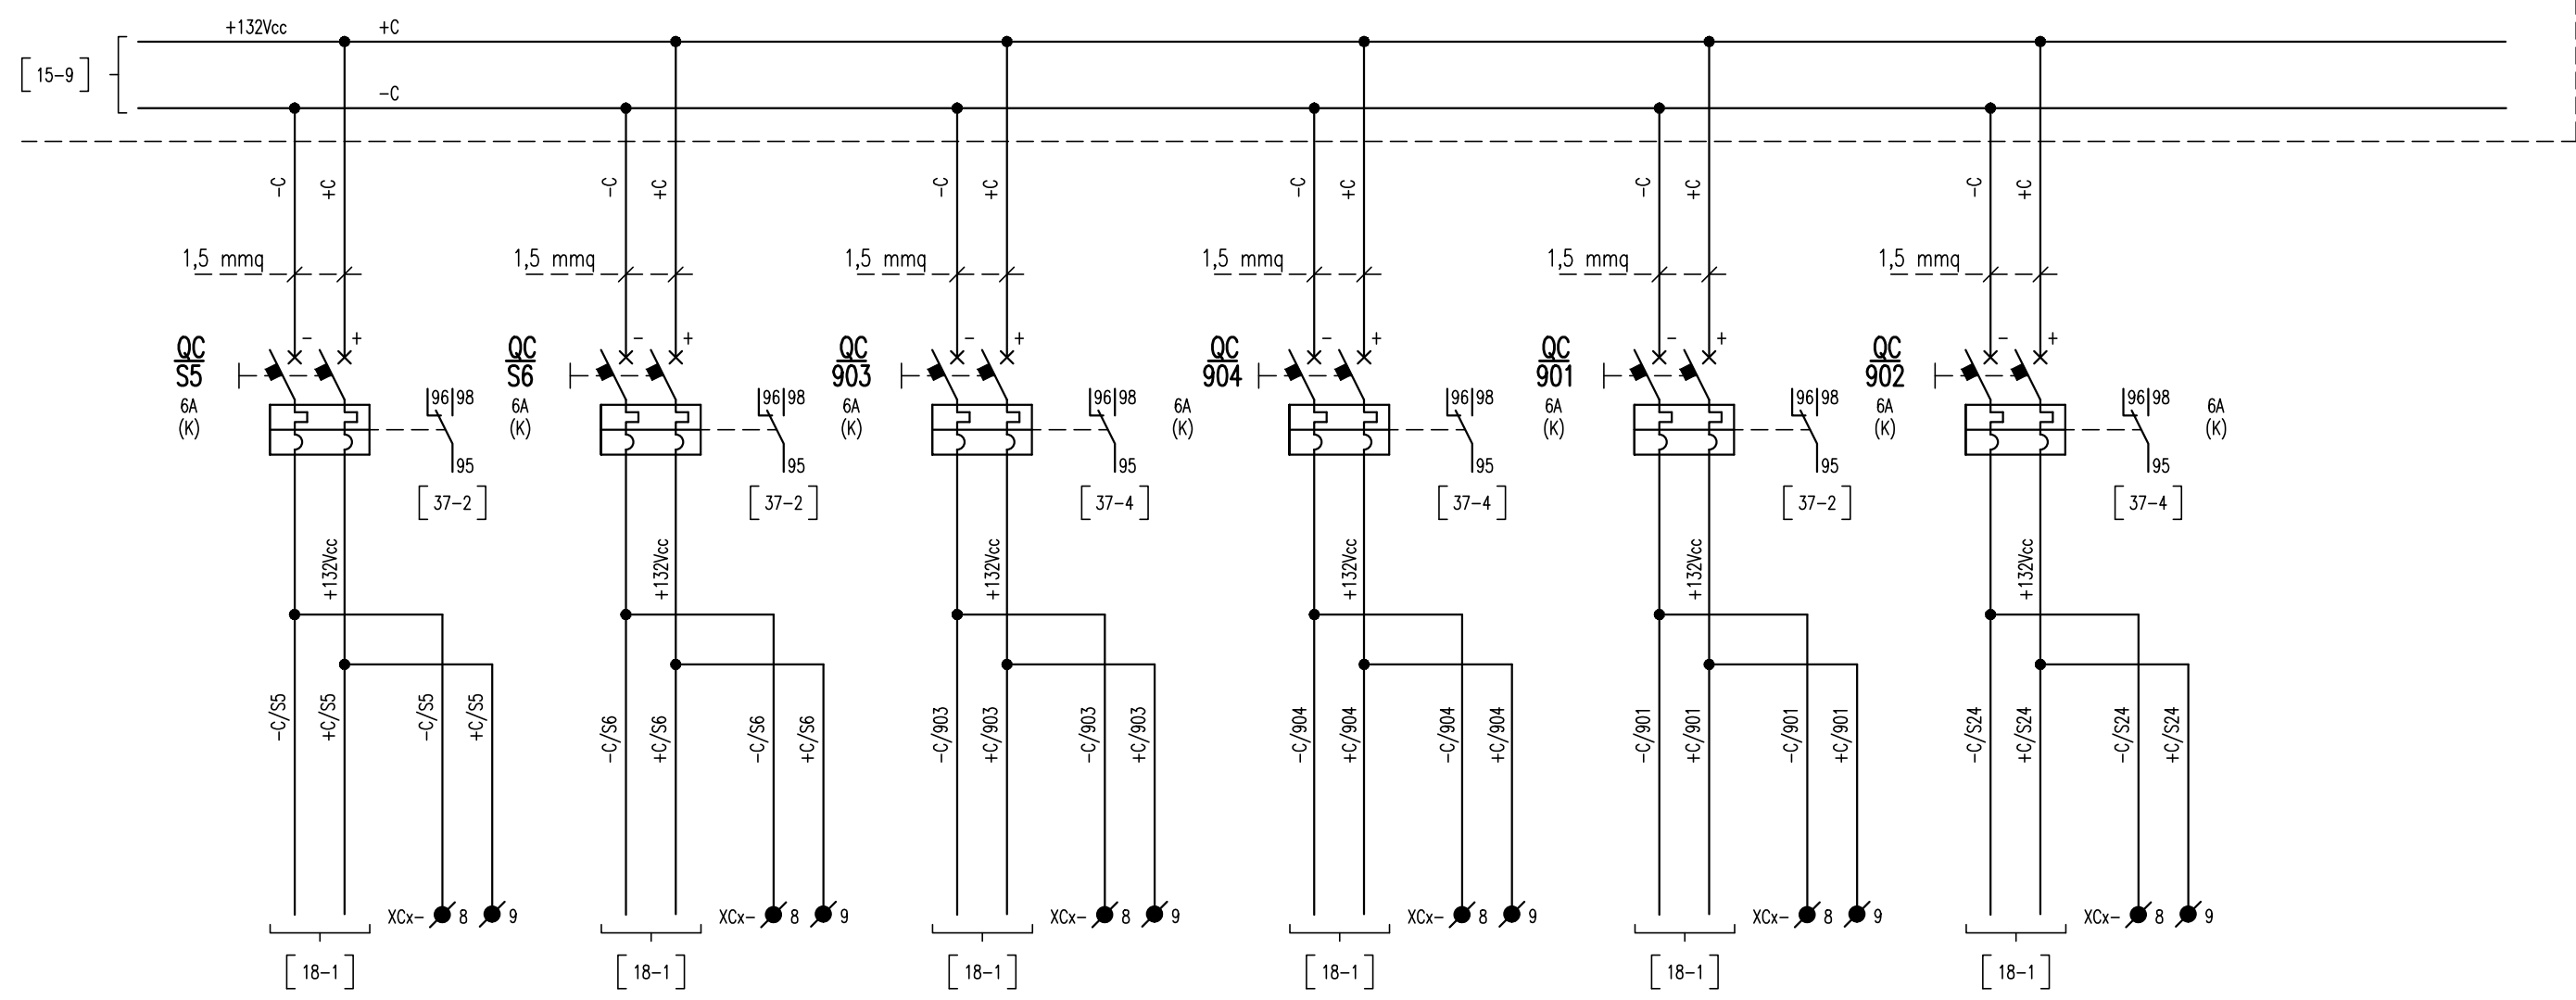 +132Vcc +C
15-9
-C
-C +C -C +C -C +C -C +C -C +C -C +C
1,5 mmq 1,5 mmq 1,5 mmq 1,5 mmq 1,5 mmq 1,5 mmq
- + - + - + - + - + - +
QC QC QC QC QC QC
S5 S6 903 904 901 902
96 98 96 98 96 98 96 98 96 98 96 98
6A 6A 6A 6A 6A 6A 6A
(K) (K) (K) (K) (K) (K) (K)
95 95 95 95 95 95
37-2 37-2 37-4 37-4 37-2 37-4
+132Vcc +132Vcc +132Vcc +132Vcc +132Vcc +132Vcc
-C/S5 +C/S5 -C/S5 +C/S5 -C/S6 +C/S6 -C/S6 +C/S6 -C/903 +C/903 -C/903 +C/903 -C/904 +C/904 -C/904 +C/904 -C/901 +C/901 -C/901 +C/901 -C/S24 +C/S24 -C/S24 +C/S24
XCx- 8 9 XCx- 8 9 XCx- 8 9 XCx- 8 9 XCx- 8 9 XCx- 8 9
18-1 18-1 18-1 18-1 18-1 18-1